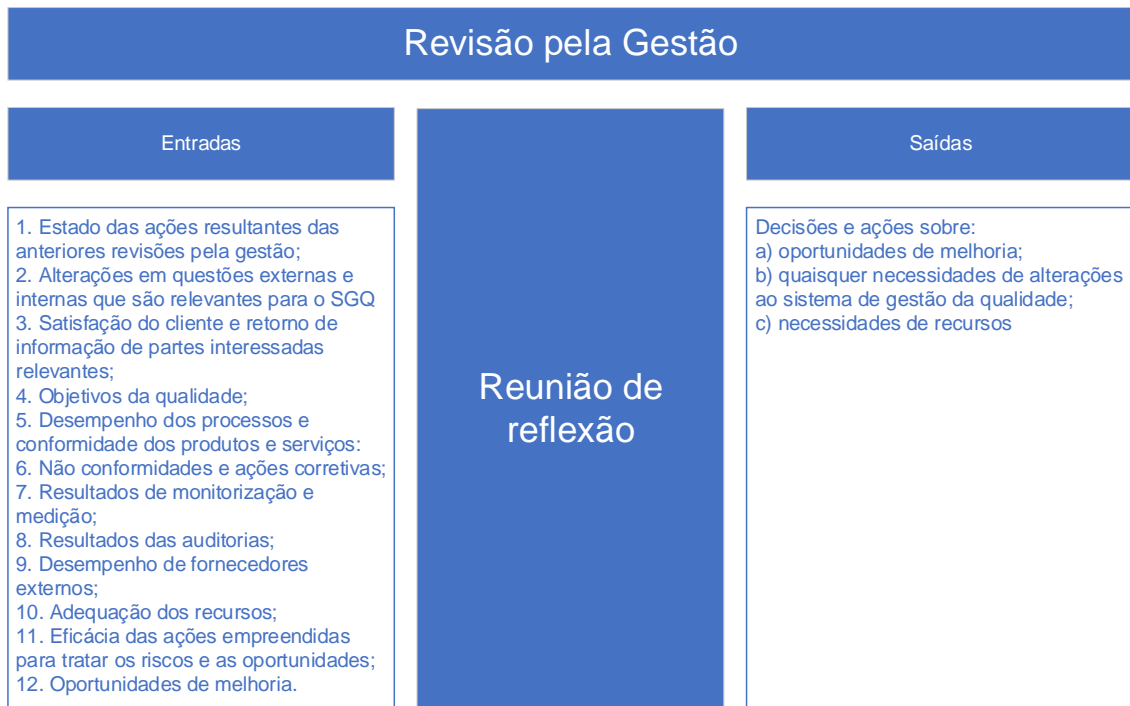 Revisão pela Gestão
Entradas
1. Estado das ações resultantes das
anteriores revisões pela gestão;
2. Alterações em questões externas e
internas que são relevantes para o SGQ
3. Satisfação do cliente e retorno de
informação de partes interessadas
relevantes;
4. Objetivos da qualidade;
5. Desempenho dos processos e
conformidade dos produtos e serviços:
6. Não conformidades e ações corretivas;
7. Resultados de monitorização e
medição;
8. Resultados das auditorias;
9. Desempenho de fornecedores
externos;
10. Adequação dos recursos;
11. Eficácia das ações empreendidas
para tratar os riscos e as oportunidades;
12. Oportunidades de melhoria.
Reunião de
reflexão
Saídas
Decisões e ações sobre:
a) oportunidades de melhoria;
b) quaisquer necessidades de alterações
ao sistema de gestão da qualidade;
c) necessidades de recursos